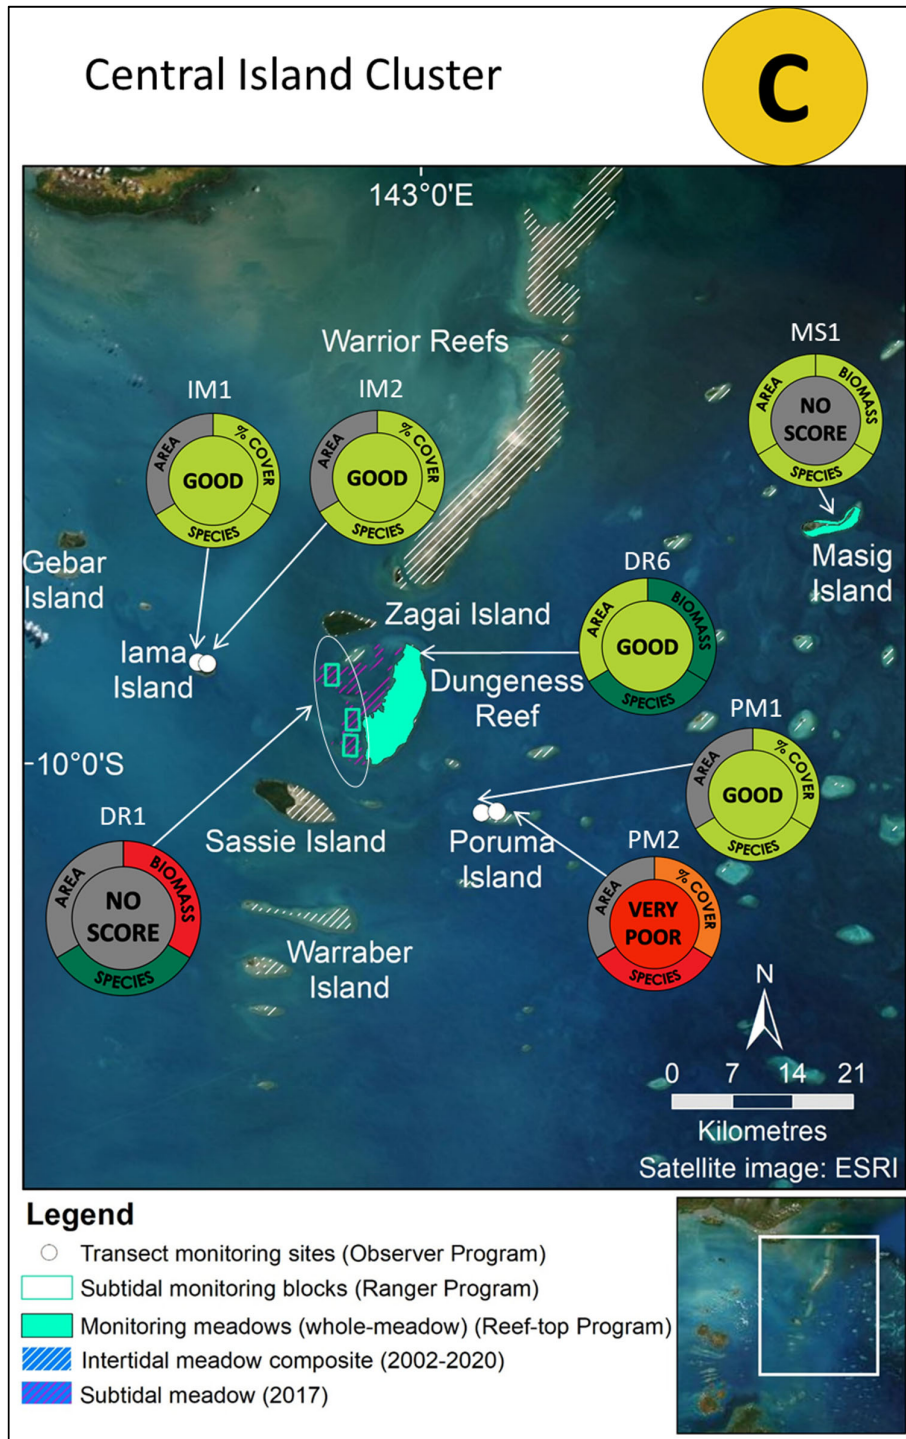 Central Island Cluster
C
143°0'E
Warrior Reefs
MS1
AREA
BIOMASS
NO
SCORE
SPECIES
IM1
AREA
% COVER
GOOD
SPECIES
IM2
AREA
% COVER
GOOD
SPECIES
Masig
Island
Gebar
Island
DR6
AREA
BIOMASS
GOOD
SPECIES
Zagai Island
Iama
Island
Dungeness
Reef
PM1
AREA
% COVER
GOOD
SPECIES
10°0'S
DR1
AREA
BIOMASS
NO
SCORE
SPECIES
Sassie Island
Poruma
Island
PM2
AREA
% COVER
VERY
POOR
SPECIES
Warraber
Island
N
0 7 14 21
Kilometres
Satellite image: ESRI
Legend
Transect monitoring sites (Observer Program)
Subtidal monitoring blocks (Ranger Program)
Monitoring meadows (whole-meadow) (Reef-top Program)
Intertidal meadow composite (2002-2020)
Subtidal meadow (2017)